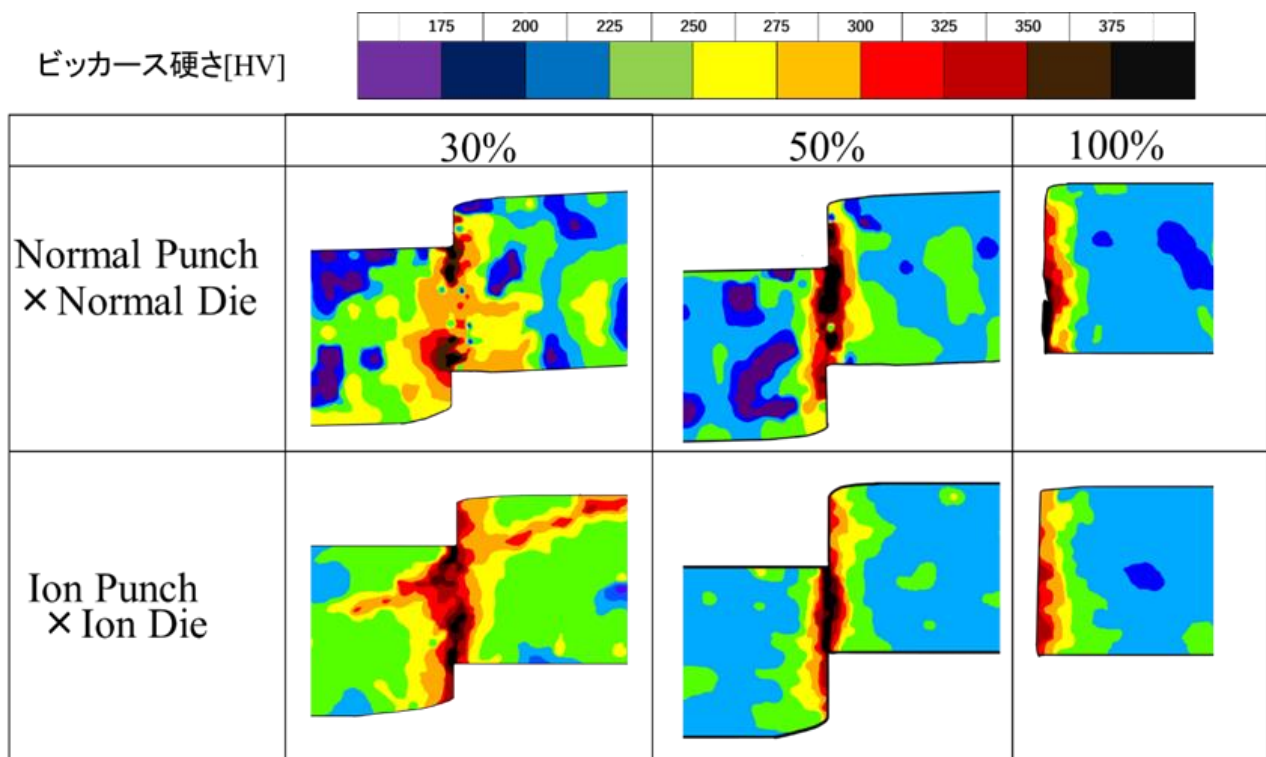 175 200 225 250 275 300 325 350 375
ビッカース硬さ[HV]
30% 50% 100%
Normal Punch
× Normal Die
Ion Punch
× Ion Die